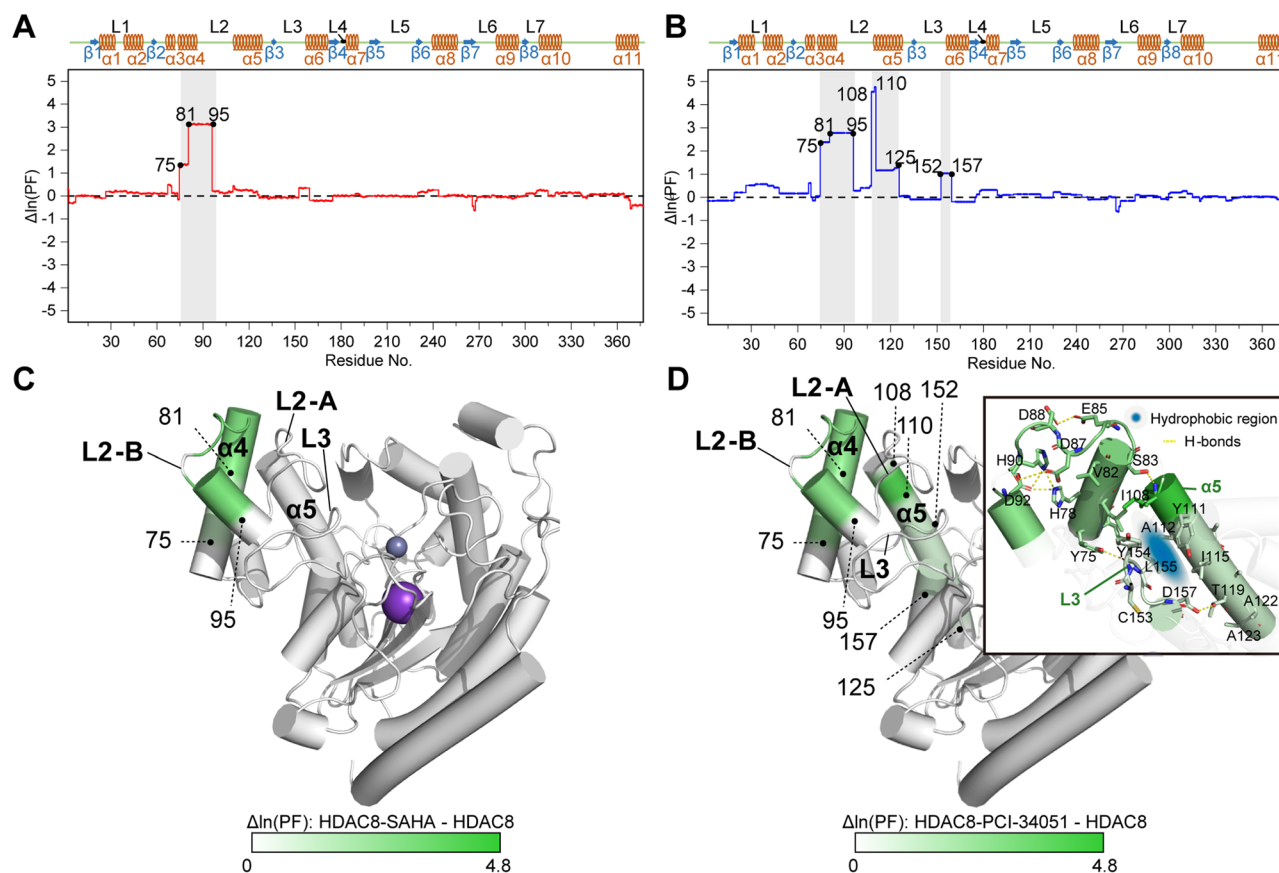 A
L1 L2 L3 L4 L5 L6 L7
β1 α1 α2 β2 α3 α4 α5 β3 α6 β4 α7 β5 β6 α8 β7 α9 β8 α10 α11
Δln(PF)
5
4
3
2
1
0
-1
-2
-3
-4
-5
81 95
75
30 60 90 120 150 180 210 240 270 300 330 360
Residue No.
B
L1 L2 L3 L4 L5 L6 L7
β1 α1 α2 β2 α3 α4 α5 β3 α6 β4 α7 β5 β6 α8 β7 α9 β8 α10 α11
Δln(PF)
5
4
3
2
1
0
-1
-2
-3
-4
-5
108 110
81 95
75
125 152 157
30 60 90 120 150 180 210 240 270 300 330 360
Residue No.
C
L2-A
81
L3
α4
L2-B
α5
75
95
Δln(PF): HDAC8-SAHA - HDAC8
0 4.8
D
L2-A 108 152
81
110
α4
L2-B
α5
75
L3
95
157
125
D88 E85
Hydrophobic region
H-bonds
D87
H90
S83
V82
α5
D92
I108
H78
Y111
A112
Y75 Y154
I115
L155
L3
D157
T119
C153
A122
A123
Δln(PF): HDAC8-PCI-34051 - HDAC8
0 4.8